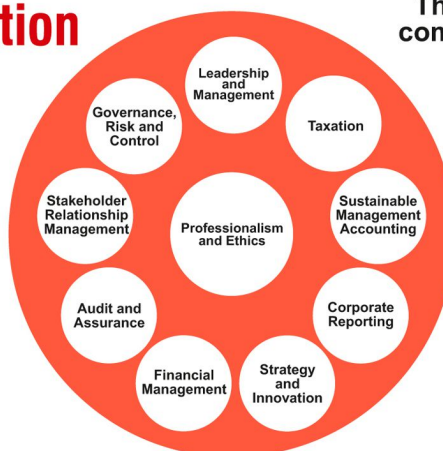 tion
Th
com
Leadership
and
Management
Taxation
Sustainable
Management
Accounting
Corporate
Reporting
Strategy
and
Innovation
Financial
Management
Audit and
Assurance
Stakeholder
Relationship
Management
Governance,
Risk and
Control
Professionalism
and Ethics